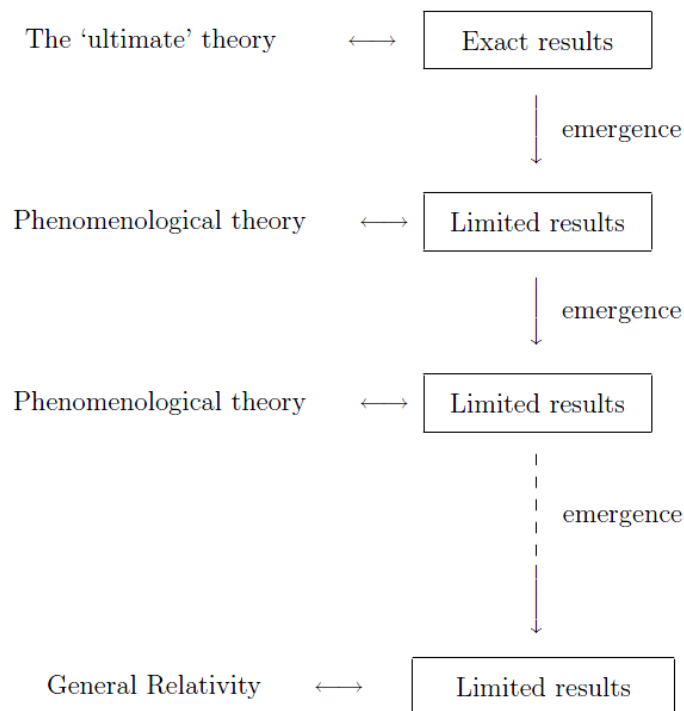 The ‘ultimate’ theory ⟷ Exact results
emergence
Phenomenological theory ⟷ Limited results
emergence
Phenomenological theory ⟷ Limited results
emergence
General Relativity ⟷ Limited results